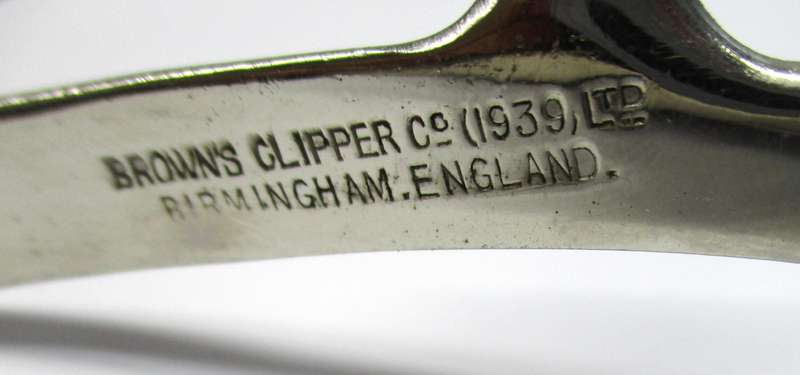 BROWN'S CLIPPER Co (1939) LTD
BIRMINGHAM. ENGLAND.